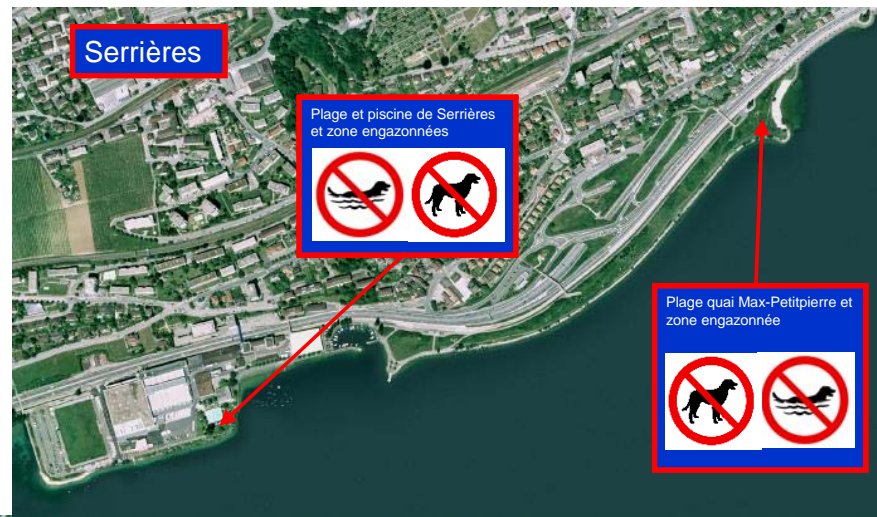 Serrières
Plage et piscine de Serrières
et zone engazonnées
Plage quai Max-Petitpierre et
zone engazonnée